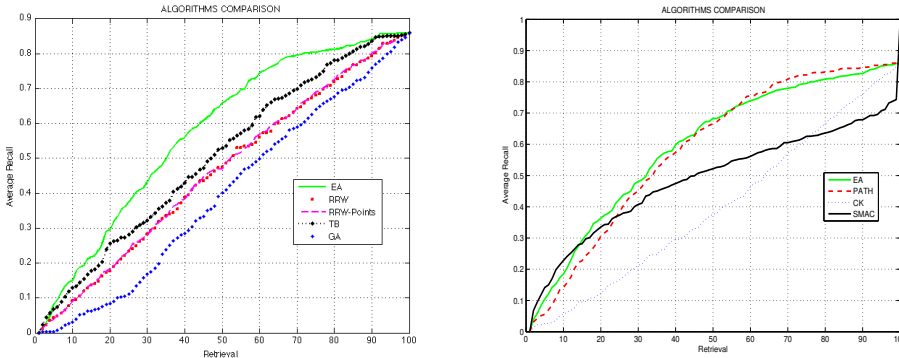 ALGORITHMS COMPARISON
0.9
0.8
0.7
0.6
0.5
0.4
0.3
0.2
0.1
0
Average Recall
EA
RRW
RRW-Points
TB
GA
0 10 20 30 40 50 60 70 80 90 100
Retrieval
ALGORITHMS COMPARISON
1
0.9
0.8
0.7
0.6
0.5
0.4
0.3
0.2
0.1
0
Average Recall
EA
PATH
CK
SMAC
0 10 20 30 40 50 60 70 80 90 100
Retrieval